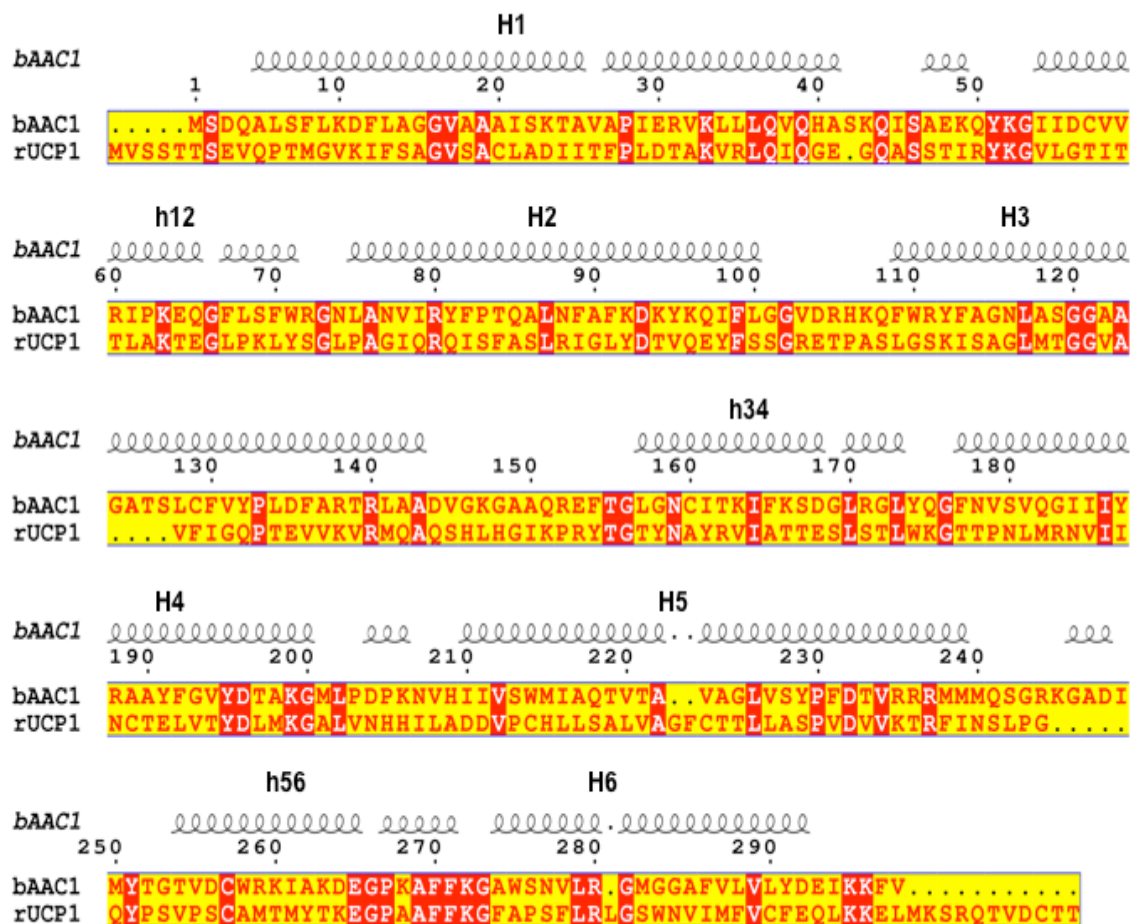 H1
bAAC1
1 10 20 30 40 50
bAAC1 .....MSDQALSFLKDFLAGGVAAAISKTAVAPIERVKLLLQVQHASKQISAEKQYKGIIDCVV
rUCP1 MVSSTTSEVQPTMGVKIFSAGVSACLADIITFPLDTAKVRLQIQGE.GQASSTIRYKGVLGTIT
h12 H2 H3
bAAC1
60 70 80 90 100 110 120
bAAC1 RIPKEQGFLSFWRGNLANVIRYFPTQALNFAFKDKYKQIFLGGVDRHKQFWRYFAGNLASGGAA
rUCP1 TLAKTEGLPKLYSGLPAGIQRQISFASLRIGLYDTVQEYFSSGRETPASLGSKISAGLMTGGVA
h34
bAAC1
130 140 150 160 170 180
bAAC1 GATSLCFVYPLDFARTRLAADVGKGAAQREFTGLGNCITKIFKSDGLRGLYQGFNVSVQGIIIY
rUCP1 ....VFIGQPTEVVKVRMQAQSHLHGIKPRYTGTYNAYRVIATTESLSTLWKGTTPNLMRNVII
H4 H5
bAAC1 ..
190 200 210 220 230 240
bAAC1 RAAYFGVYDTAKGMLPDPKNVHIIVSWMIAQTVTA..VAGLVSYPFDTVRRRMMMQSGRKGADI
rUCP1 NCTELVTYDLMKGALVNHHILADDVPCHLLSALVAGFCTTLLASPVDVVKTRFINSLPG.....
h56 H6
bAAC1 .
250 260 270 280 290
bAAC1 MYTGTVDCWRKIAKDEGPKAFFKGAWSNVLR.GMGGAFVLVLYDEIKKFV...........
rUCP1 QYPSVPSCAMTMYTKEGPAAFFKGFAPSFLRLGSWNVIMFVCFEQLKKELMKSRQTVDCTT